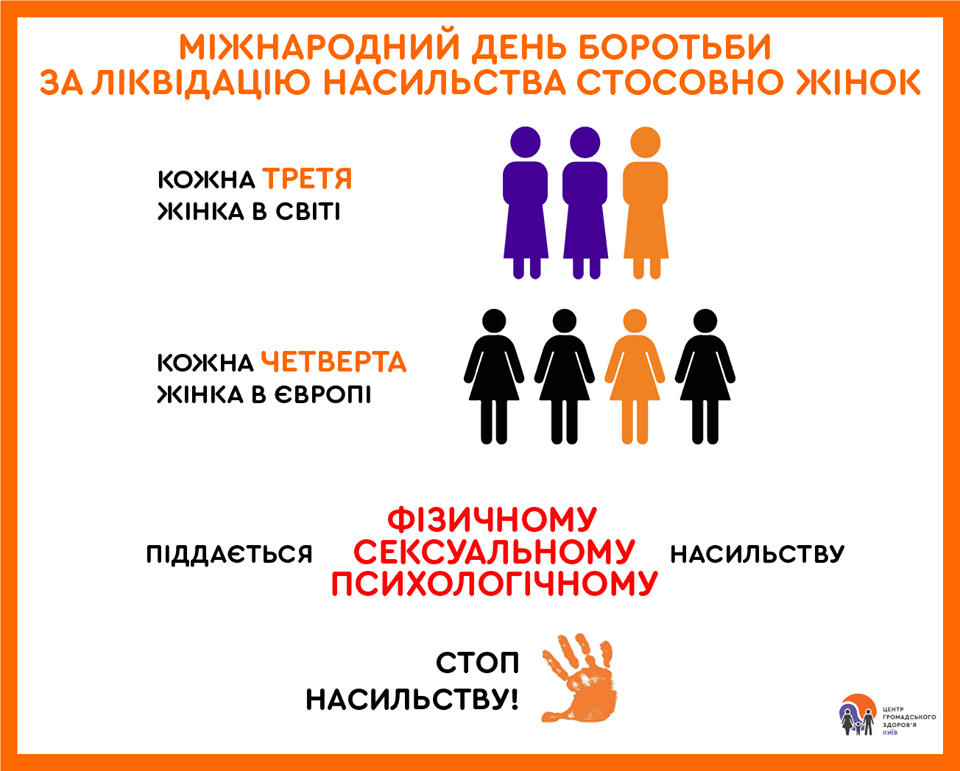 МІЖНАРОДНИЙ ДЕНЬ БОРОТЬБИ
ЗА ЛІКВІДАЦІЮ НАСИЛЬСТВА СТОСОВНО ЖІНОК
КОЖНА ТРЕТЯ
ЖІНКА В СВІТІ
КОЖНА ЧЕТВЕРТА
ЖІНКА В ЄВРОПІ
ФІЗИЧНОМУ
ПІДДАЄТЬСЯ СЕКСУАЛЬНОМУ НАСИЛЬСТВУ
ПСИХОЛОГІЧНОМУ
СТОП
НАСИЛЬСТВУ!
ЦЕНТР
ГРОМАДСЬКОГО
ЗДОРОВ'Я
КИЇВ